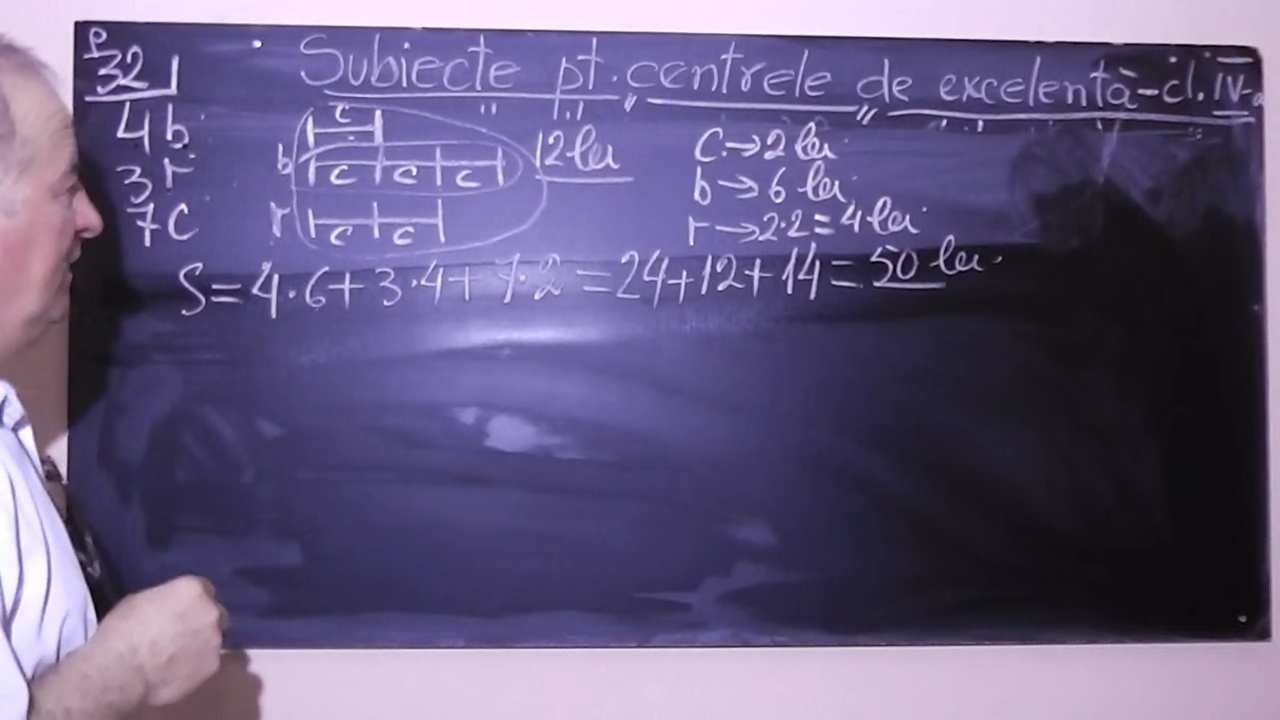 P
32 Subiecte pt. centrele de excelență - cl. IV-a
4b
3r
7c
c
b c c c 12 lei
r c c
c → 2 lei
b → 6 lei
r → 2·2 = 4 lei
S = 4·6 + 3·4 + 7·2 = 24 + 12 + 14 = 50 lei.